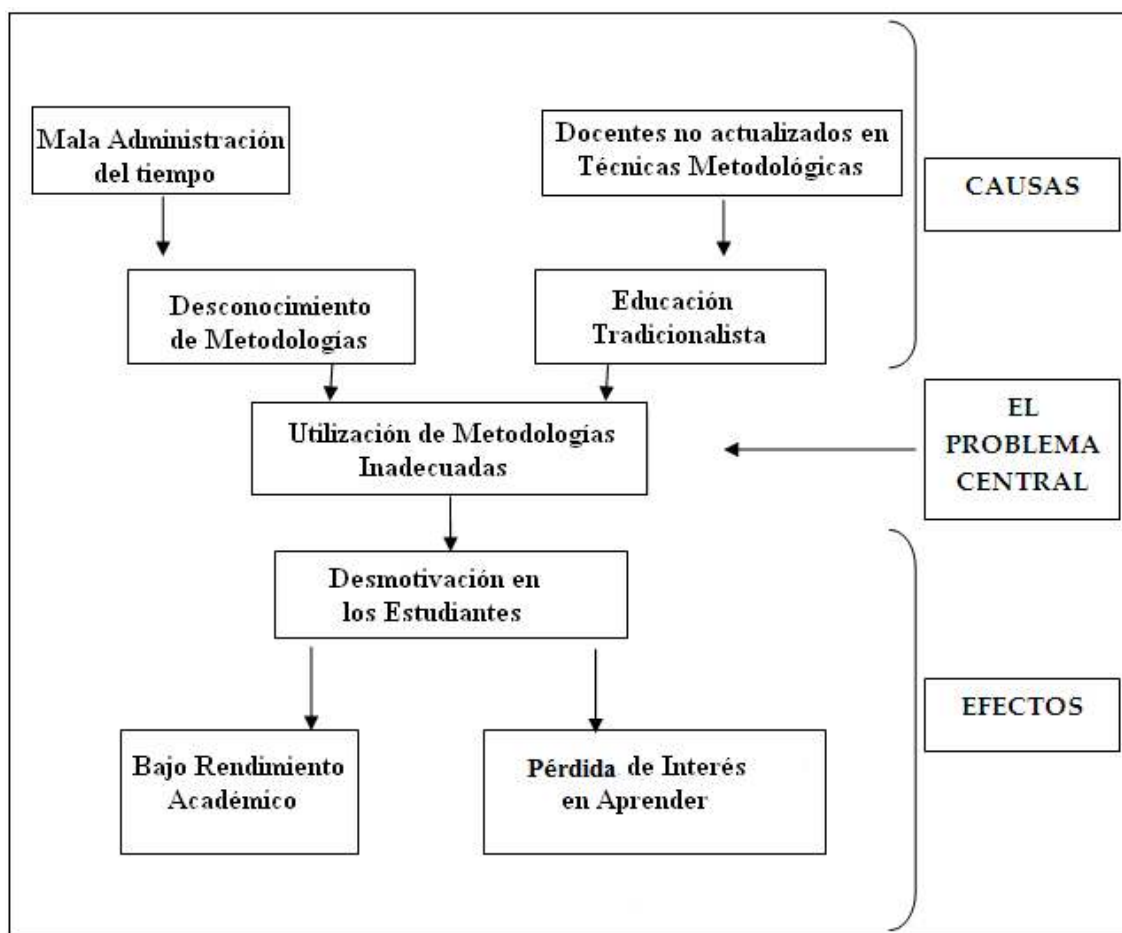 Mala Administración
del tiempo
Docentes no actualizados en
Técnicas Metodológicas
CAUSAS
Desconocimiento
de Metodologías
Educación
Tradicionalista
Utilización de Metodologías
Inadecuadas
EL
PROBLEMA
CENTRAL
Desmotivación en
los Estudiantes
EFECTOS
Bajo Rendimiento
Académico
Pérdida de Interés
en Aprender